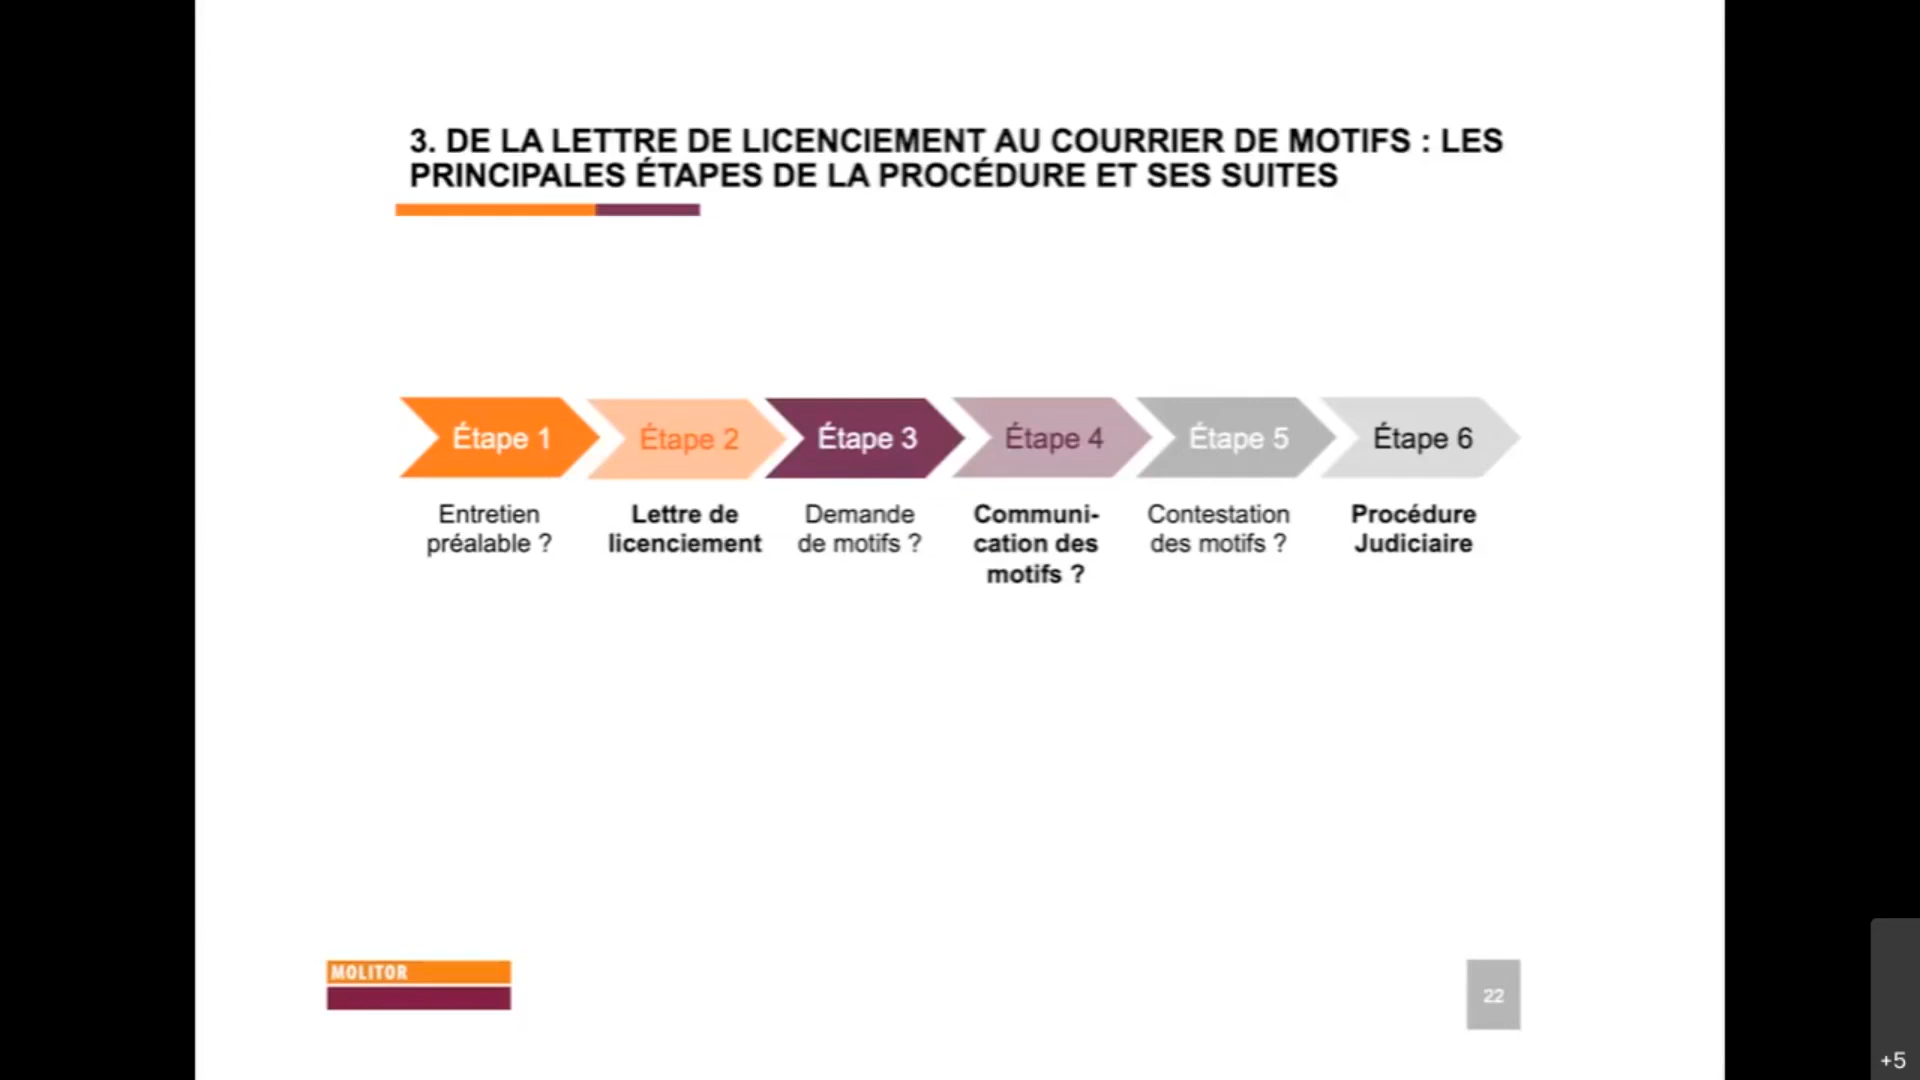 3. DE LA LETTRE DE LICENCIEMENT AU COURRIER DE MOTIFS : LES
PRINCIPALES ÉTAPES DE LA PROCÉDURE ET SES SUITES
Étape 1
Étape 2
Étape 3
Étape 4
Étape 5
Étape 6
Entretien
préalable ?
Lettre de
licenciement
Demande
de motifs ?
Communi-
cation des
motifs ?
Contestation
des motifs ?
Procédure
Judiciaire
MOLITOR
22
+5